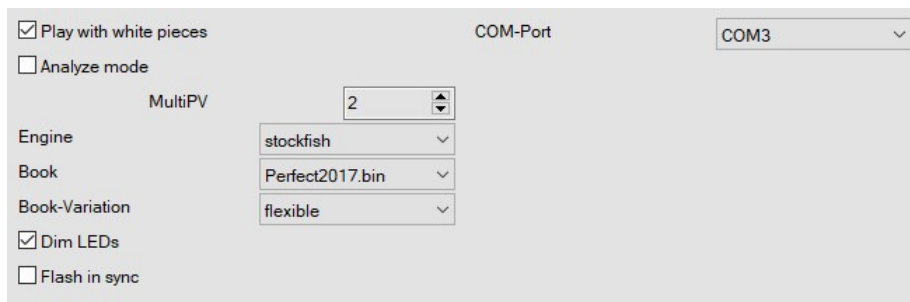 Play with white pieces COM-Port COM3
Analyze mode
MultiPV 2
Engine stockfish
Book Perfect2017.bin
Book-Variation flexible
Dim LEDs
Flash in sync